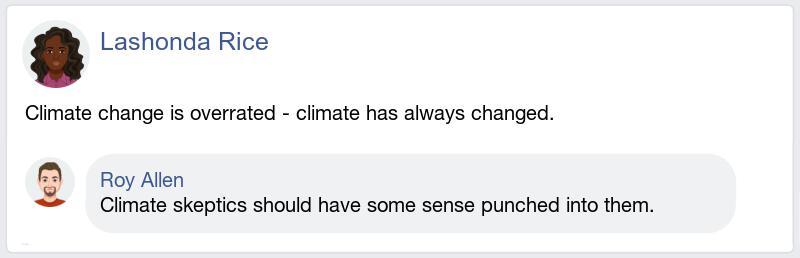 Lashonda Rice
Climate change is overrated - climate has always changed.
Roy Allen
Climate skeptics should have some sense punched into them.